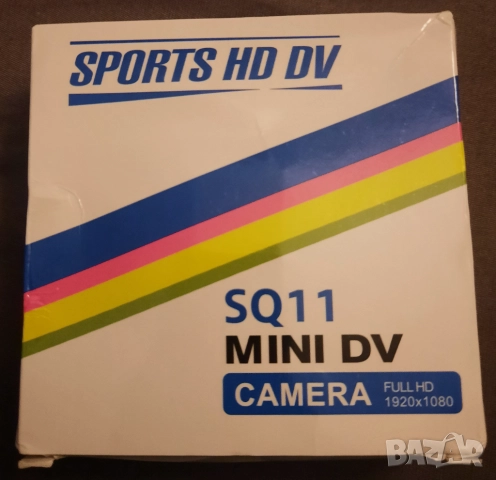 SPORTS HD DV
SQ11
MINI DV
CAMERA FULL HD
1920x1080
BAZAR